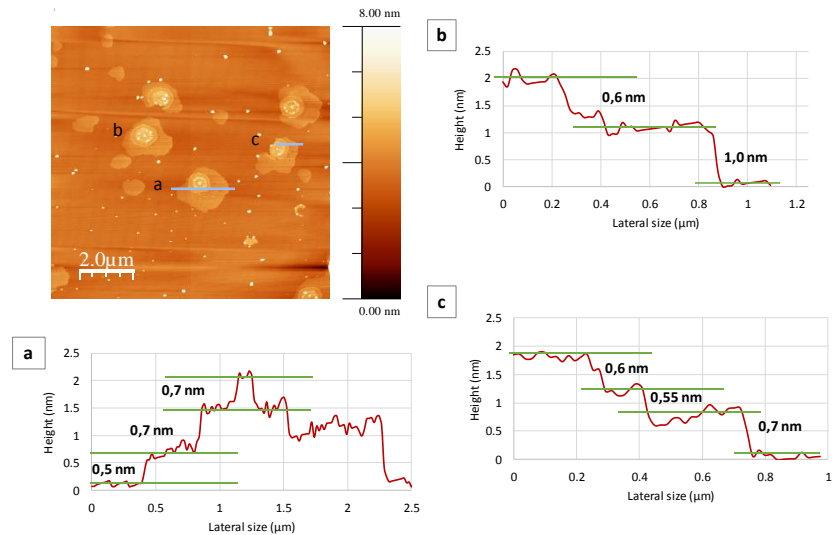 8.00 nm
b
c
a
2.0µm
0.00 nm
b
2.5
2
1.5
1
0.5
0
Height (nm)
0,6 nm
1,0 nm
0
0.2
0.4
0.6
0.8
1
1.2
Lateral size (µm)
a
2.5
2
1.5
1
0.5
0
Height (nm)
0,7 nm
0,7 nm
0,5 nm
0
0.5
1
1.5
2
2.5
Lateral size (µm)
c
2.5
2
1.5
1
0.5
0
Height (nm)
0,6 nm
0,55 nm
0,7 nm
0
0.2
0.4
0.6
0.8
1
Lateral size (µm)